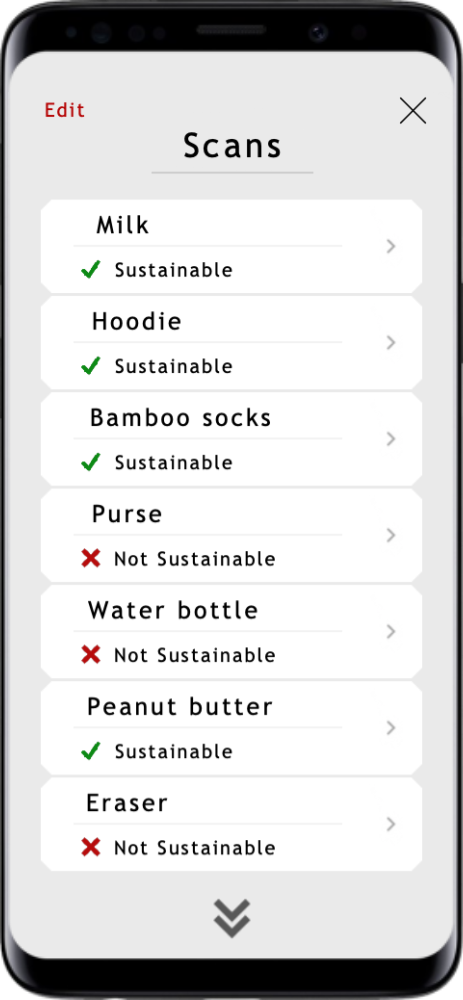 Edit
Scans
Milk
Sustainable
Hoodie
Sustainable
Bamboo socks
Sustainable
Purse
Not Sustainable
Water bottle
Not Sustainable
Peanut butter
Sustainable
Eraser
Not Sustainable